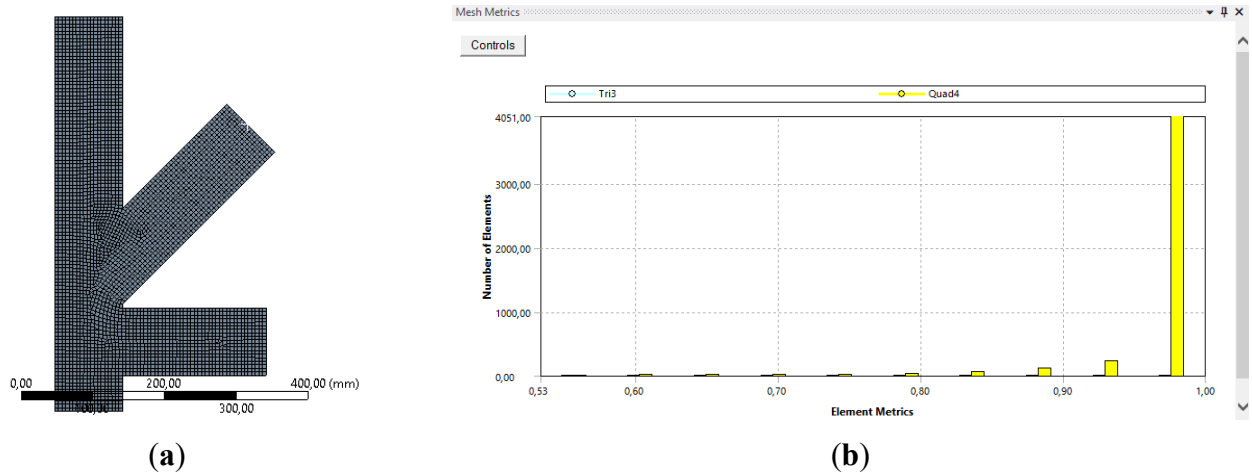 Mesh Metrics
Controls
Tri3 Quad4
4051,00
3000,00
2000,00
1000,00
0,00
Number of Elements
0,53 0,60 0,70 0,80 0,90 1,00
Element Metrics
0,00 200,00 400,00 (mm)
100,00 300,00
(a) (b)